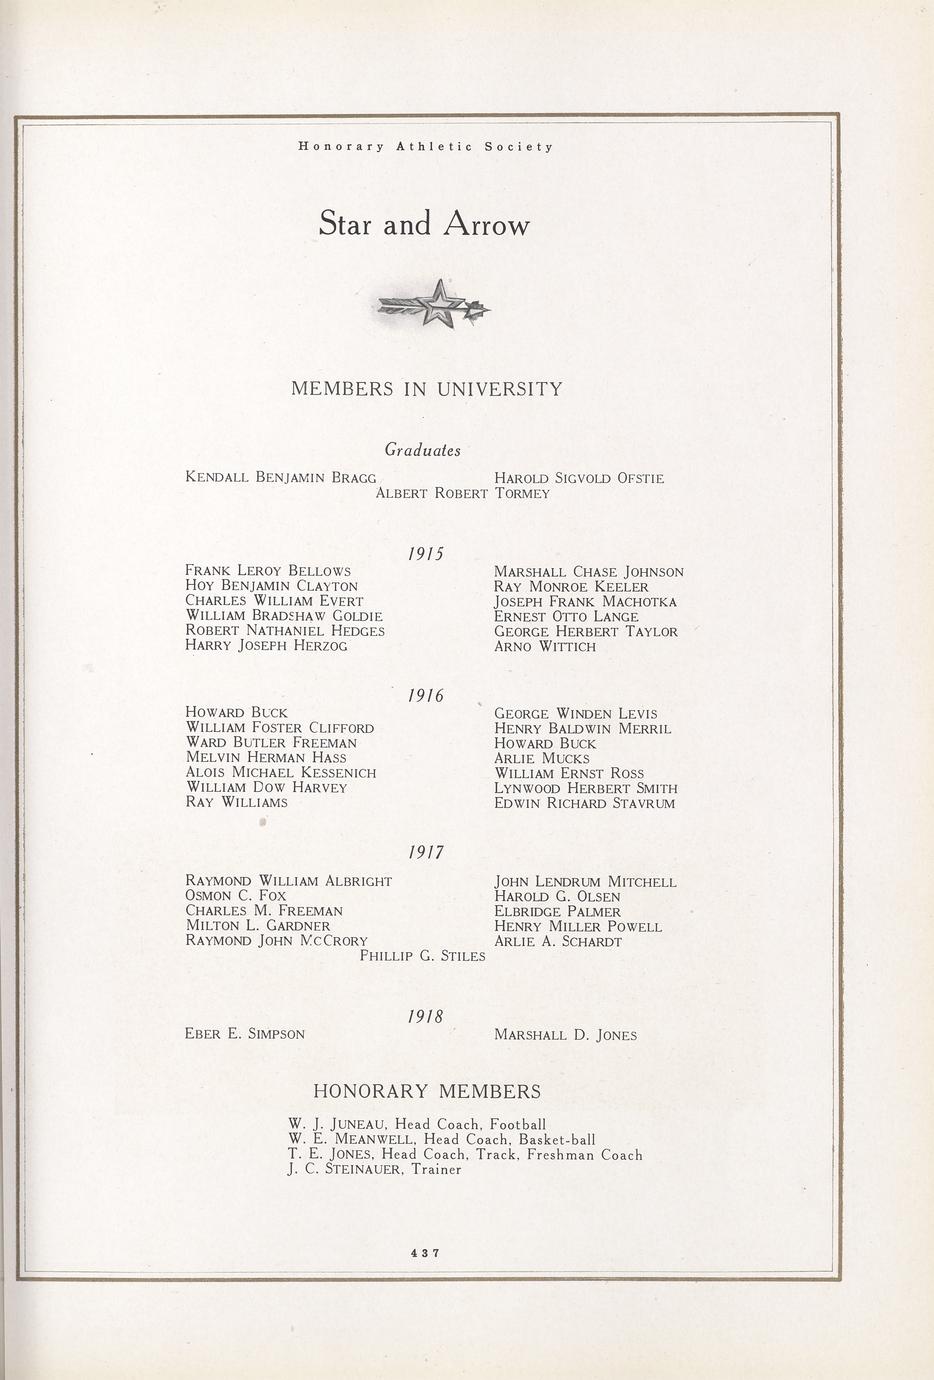 Honorary Athletic Society
Star and Arrow
MEMBERS IN UNIVERSITY
Graduates
KENDALL BENJAMIN BRAGG HAROLD SIGVOLD OFSTIE
ALBERT ROBERT TORMEY
1915
FRANK LEROY BELLOWS MARSHALL CHASE JOHNSON
HOY BENJAMIN CLAYTON RAY MONROE KEELER
CHARLES WILLIAM EVERT JOSEPH FRANK MACHOTKA
WILLIAM BRADSHAW GOLDIE ERNEST OTTO LANGE
ROBERT NATHANIEL HEDGES GEORGE HERBERT TAYLOR
HARRY JOSEPH HERZOG ARNO WITTICH
1916
HOWARD BUCK GEORGE WINDEN LEVIS
WILLIAM FOSTER CLIFFORD HENRY BALDWIN MERRIL
WARD BUTLER FREEMAN HOWARD BUCK
MELVIN HERMAN HASS ARLIE MUCKS
ALOIS MICHAEL KESSENICH WILLIAM ERNST ROSS
WILLIAM DOW HARVEY LYNWOOD HERBERT SMITH
RAY WILLIAMS EDWIN RICHARD STAVRUM
1917
RAYMOND WILLIAM ALBRIGHT JOHN LENDRUM MITCHELL
OSMON C. FOX HAROLD G. OLSEN
CHARLES M. FREEMAN ELBRIDGE PALMER
MILTON L. GARDNER HENRY MILLER POWELL
RAYMOND JOHN McCRORY ARLIE A. SCHARDT
PHILLIP G. STILES
1918
EBER E. SIMPSON MARSHALL D. JONES
HONORARY MEMBERS
W. J. JUNEAU, Head Coach, Football
W. E. MEANWELL, Head Coach, Basket-ball
T. E. JONES, Head Coach, Track, Freshman Coach
J. C. STEINAUER, Trainer
437